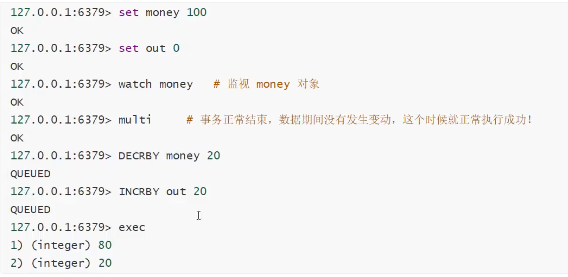 127.0.0.1:6379> set money 100
OK
127.0.0.1:6379> set out 0
OK
127.0.0.1:6379> watch money   # 监视 money 对象
OK
127.0.0.1:6379> multi     # 事务正常结束，数据期间没有发生变动，这个时候就正常执行成功！
OK
127.0.0.1:6379> DECRBY money 20
QUEUED
127.0.0.1:6379> INCRBY out 20
QUEUED
127.0.0.1:6379> exec
1) (integer) 80
2) (integer) 20